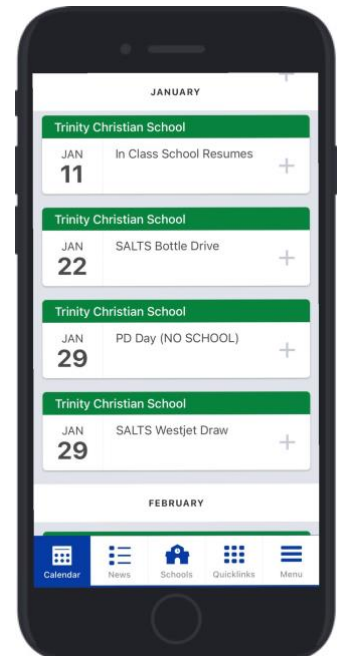 JANUARY
Trinity Christian School
JAN
11
In Class School Resumes
Trinity Christian School
JAN
22
SALTS Bottle Drive
Trinity Christian School
JAN
29
PD Day (NO SCHOOL)
Trinity Christian School
JAN
29
SALTS Westjet Draw
FEBRUARY
Calendar
News
Schools
Quicklinks
Menu